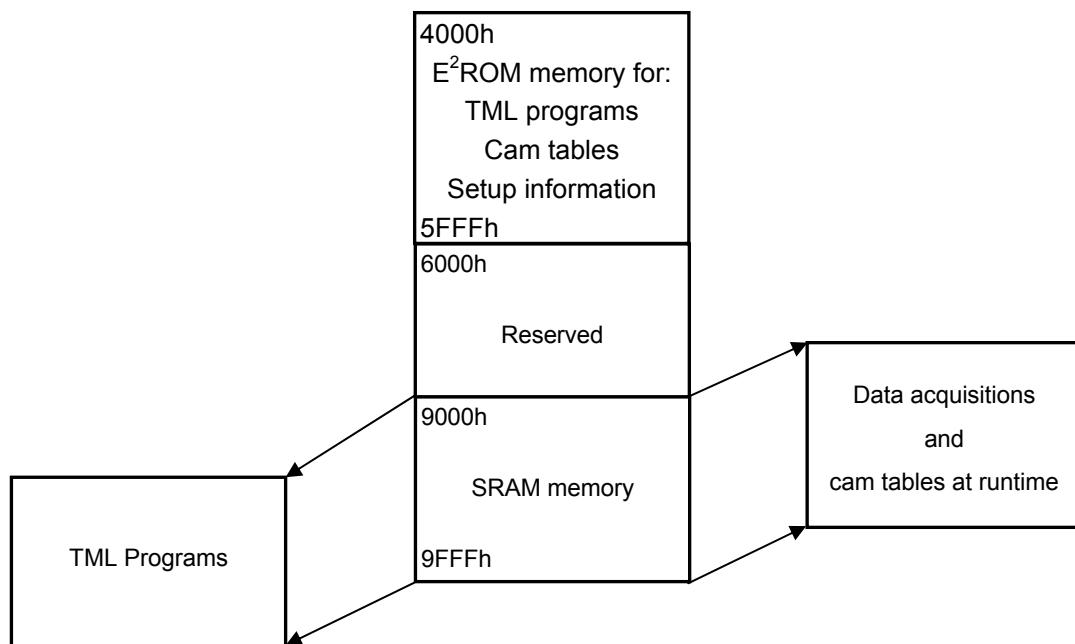 4000h
E²ROM memory for:
TML programs
Cam tables
Setup information
5FFFh
6000h
Reserved
9000h
SRAM memory
9FFFh
Data acquisitions
and
cam tables at runtime
TML Programs